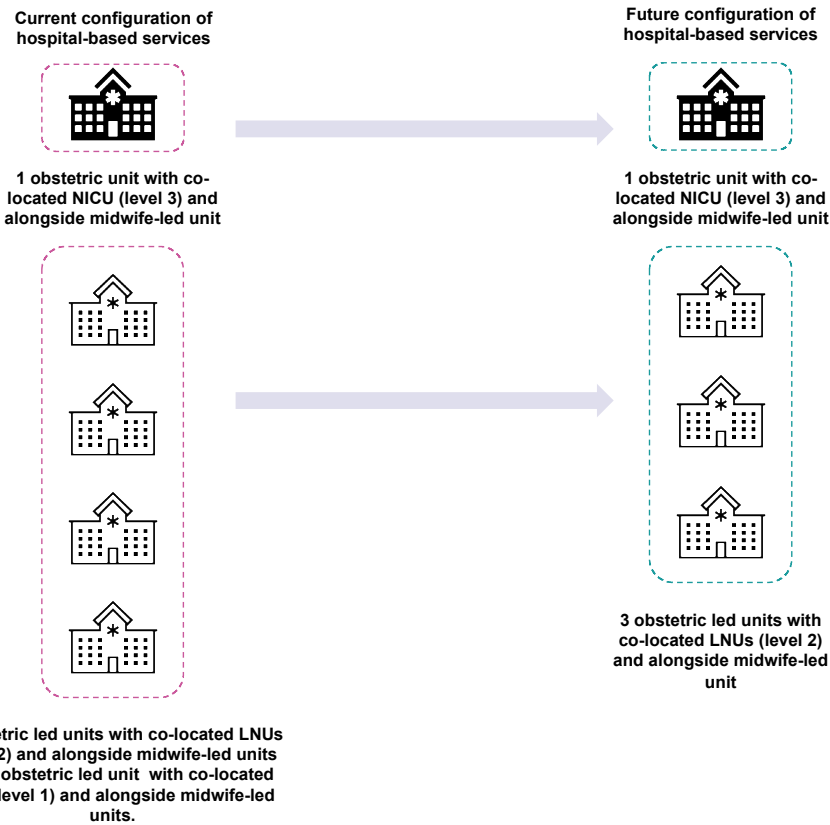 Current configuration of
hospital-based services
1 obstetric unit with co-
located NICU (level 3) and
alongside midwife-led unit
etric led units with co-located LNUs
2) and alongside midwife-led units
obstetric led unit with co-located
level 1) and alongside midwife-led
units.
Future configuration of
hospital-based services
1 obstetric unit with co-
located NICU (level 3) and
alongside midwife-led unit
3 obstetric led units with
co-located LNUs (level 2)
and alongside midwife-led
unit